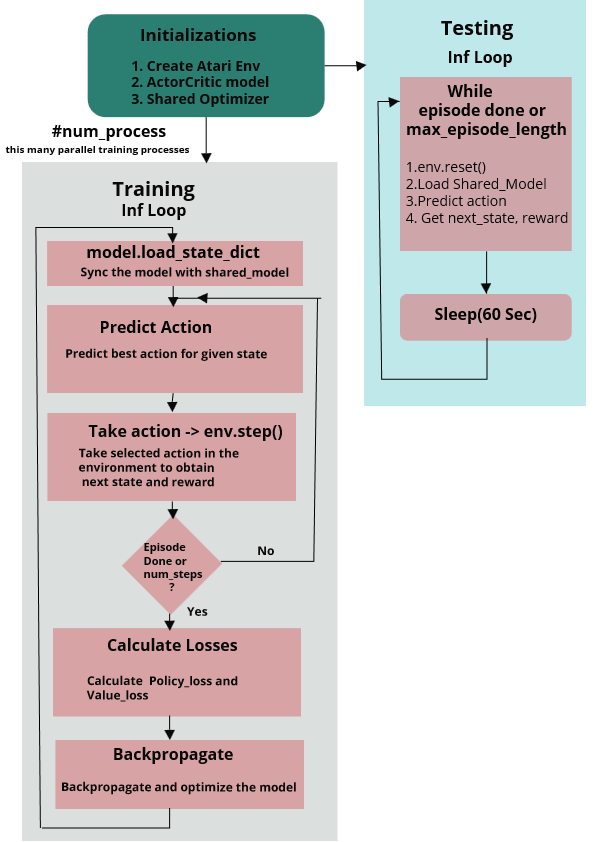 Initializations
1. Create Atari Env
2. ActorCritic model
3. Shared Optimizer
#num_process
this many parallel training processes
Training
Inf Loop
model.load_state_dict
Sync the model with shared_model
Predict Action
Predict best action for given state
Take action -> env.step()
Take selected action in the
environment to obtain
next state and reward
Episode
Done or
num_steps
?
No
Yes
Calculate Losses
Calculate Policy_loss and
Value_loss
Backpropagate
Backpropagate and optimize the model
Testing
Inf Loop
While
episode done or
max_episode_length
1.env.reset()
2.Load Shared_Model
3.Predict action
4. Get next_state, reward
Sleep(60 Sec)